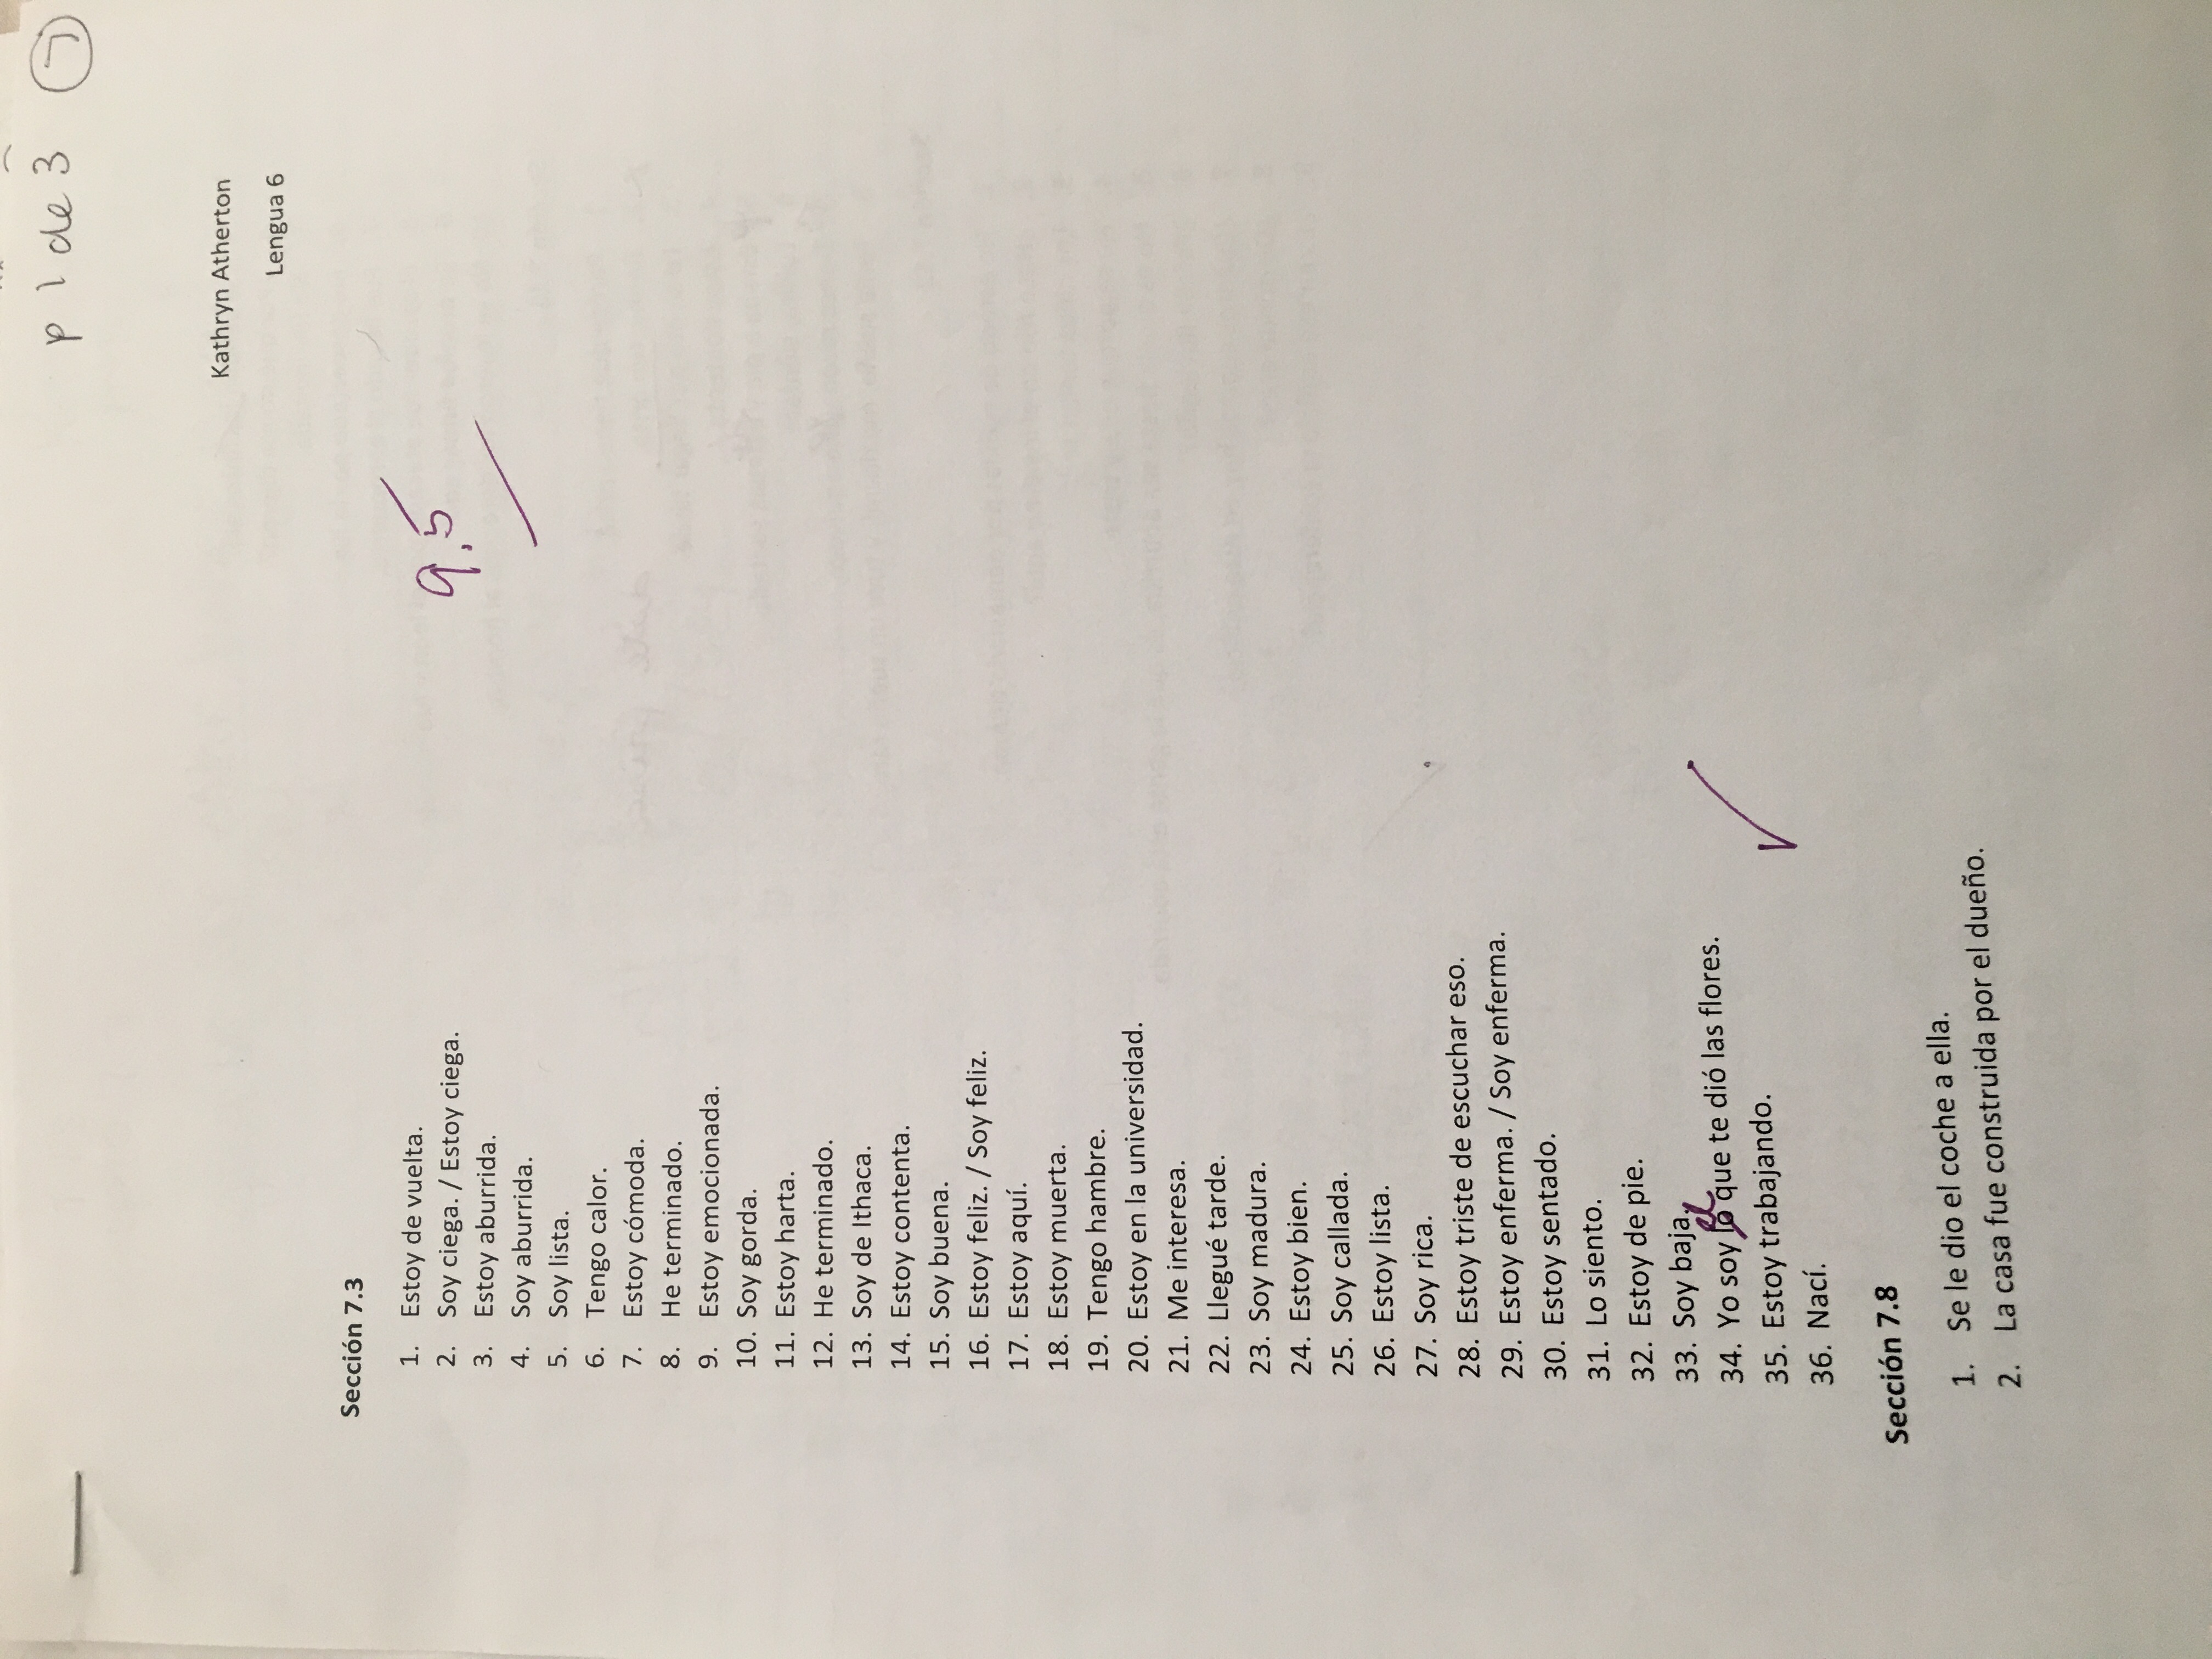 p 1 de 3 7
Kathryn Atherton
Lengua 6
Sección 7.3
9.5
1. Estoy de vuelta.
2. Soy ciega. / Estoy ciega.
3. Estoy aburrida.
4. Soy aburrida.
5. Soy lista.
6. Tengo calor.
7. Estoy cómoda.
8. He terminado.
9. Estoy emocionada.
10. Soy gorda.
11. Estoy harta.
12. He terminado.
13. Soy de Ithaca.
14. Estoy contenta.
15. Soy buena.
16. Estoy feliz. / Soy feliz.
17. Estoy aquí.
18. Estoy muerta.
19. Tengo hambre.
20. Estoy en la universidad.
21. Me interesa.
22. Llegué tarde.
23. Soy madura.
24. Estoy bien.
25. Soy callada.
26. Estoy lista.
27. Soy rica.
28. Estoy triste de escuchar eso.
29. Estoy enferma. / Soy enferma.
30. Estoy sentado.
31. Lo siento.
32. Estoy de pie.
33. Soy baja.
el
34. Yo soy lo que te dió las flores.
35. Estoy trabajando.
36. Nací.
Sección 7.8
1. Se le dio el coche a ella.
2. La casa fue construida por el dueño.